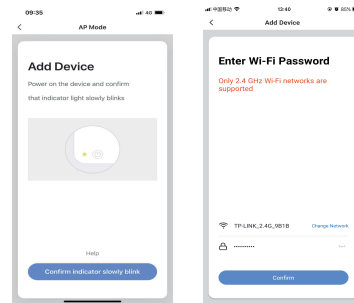 09:35
4G
AP Mode
Add Device
Power on the device and confirm
that indicator light slowly blinks
Help
Confirm indicator slowly blink
中国移动
13:40
85%
Add Device
Enter Wi-Fi Password
Only 2.4 GHz Wi-Fi networks are
supported
TP-LINK_2.4G_9B1B
Change Network
Confirm